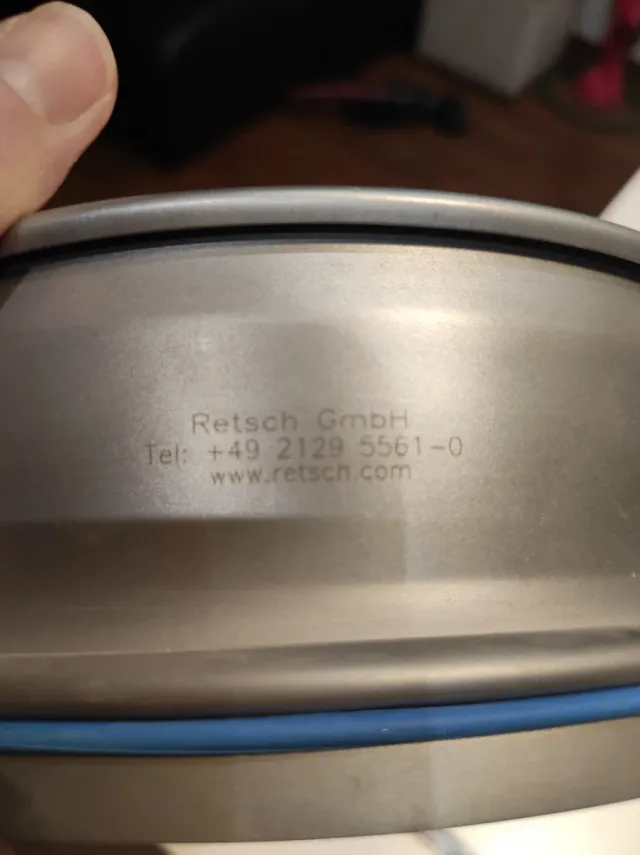 Retsch GmbH
Tel: +49 2129 5561-0
www.retsch.com